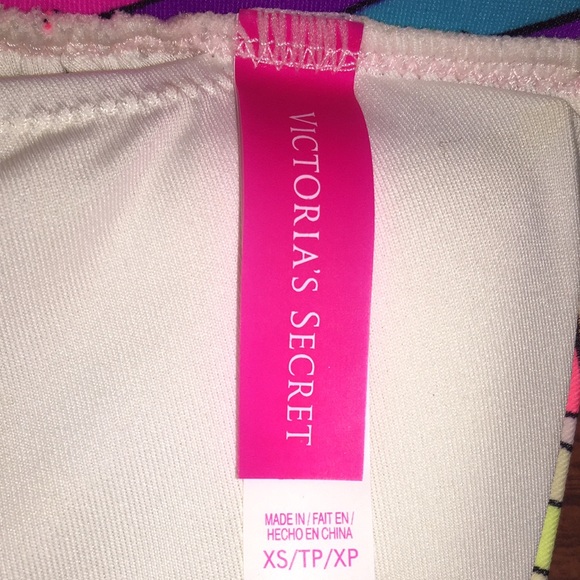 VICTORIA'S SECRET
MADE IN / FAIT EN /
HECHO EN CHINA
XS/TP/XP